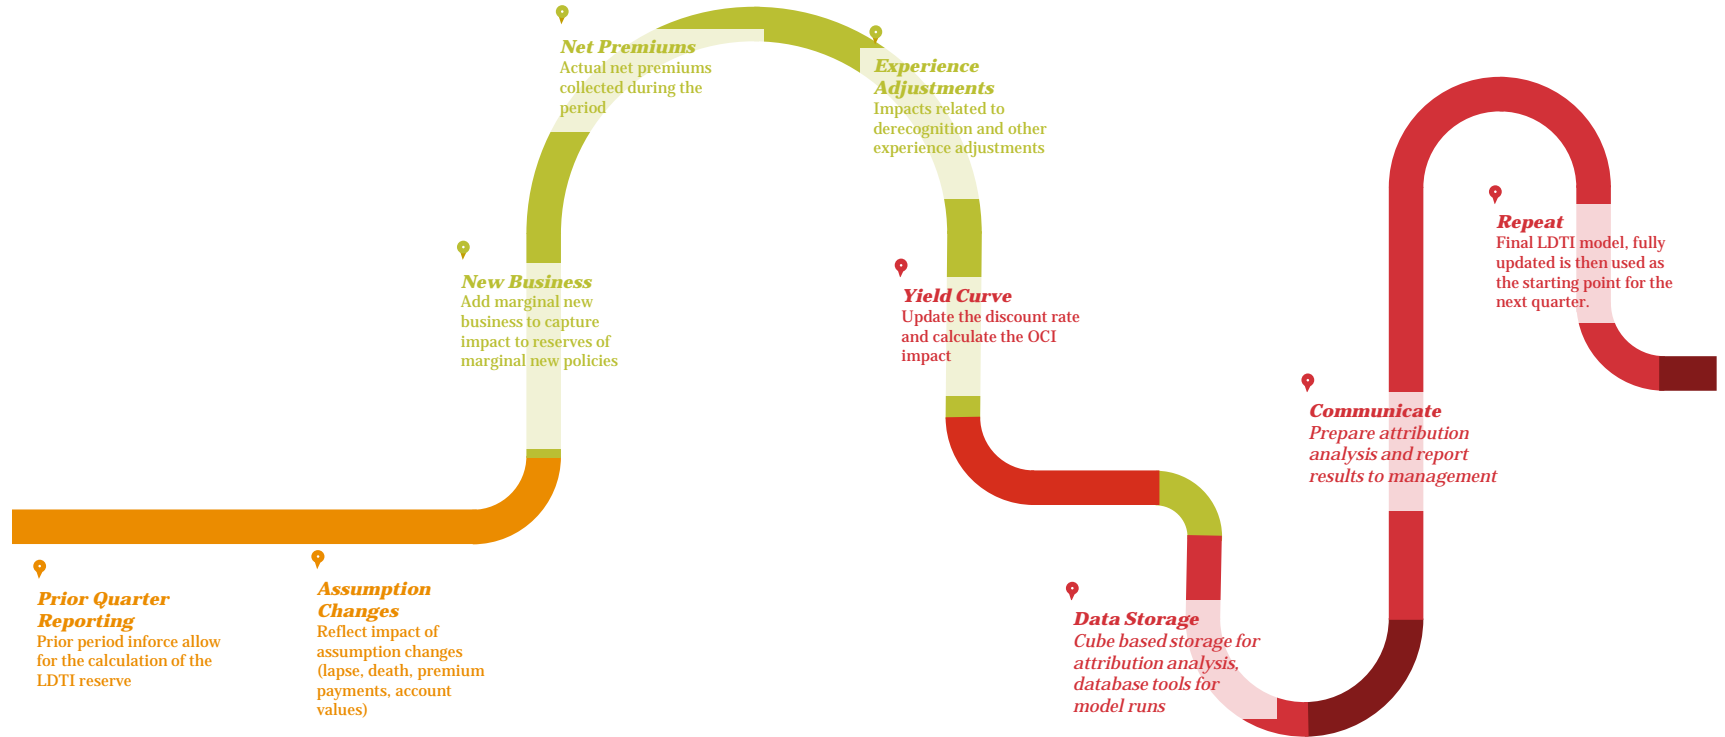 Prior Quarter
Reporting
Prior period inforce allow
for the calculation of the
LDTI reserve
Assumption
Changes
Reflect impact of
assumption changes
(lapse, death, premium
payments, account
values)
New Business
Add marginal new
business to capture
impact to reserves of
marginal new policies
Net Premiums
Actual net premiums
collected during the
period
Experience
Adjustments
Impacts related to
derecognition and other
experience adjustments
Yield Curve
Update the discount rate
and calculate the OCI
impact
Data Storage
Cube based storage for
attribution analysis,
database tools for
model runs
Communicate
Prepare attribution
analysis and report
results to management
Repeat
Final LDTI model, fully
updated is then used as
the starting point for the
next quarter.